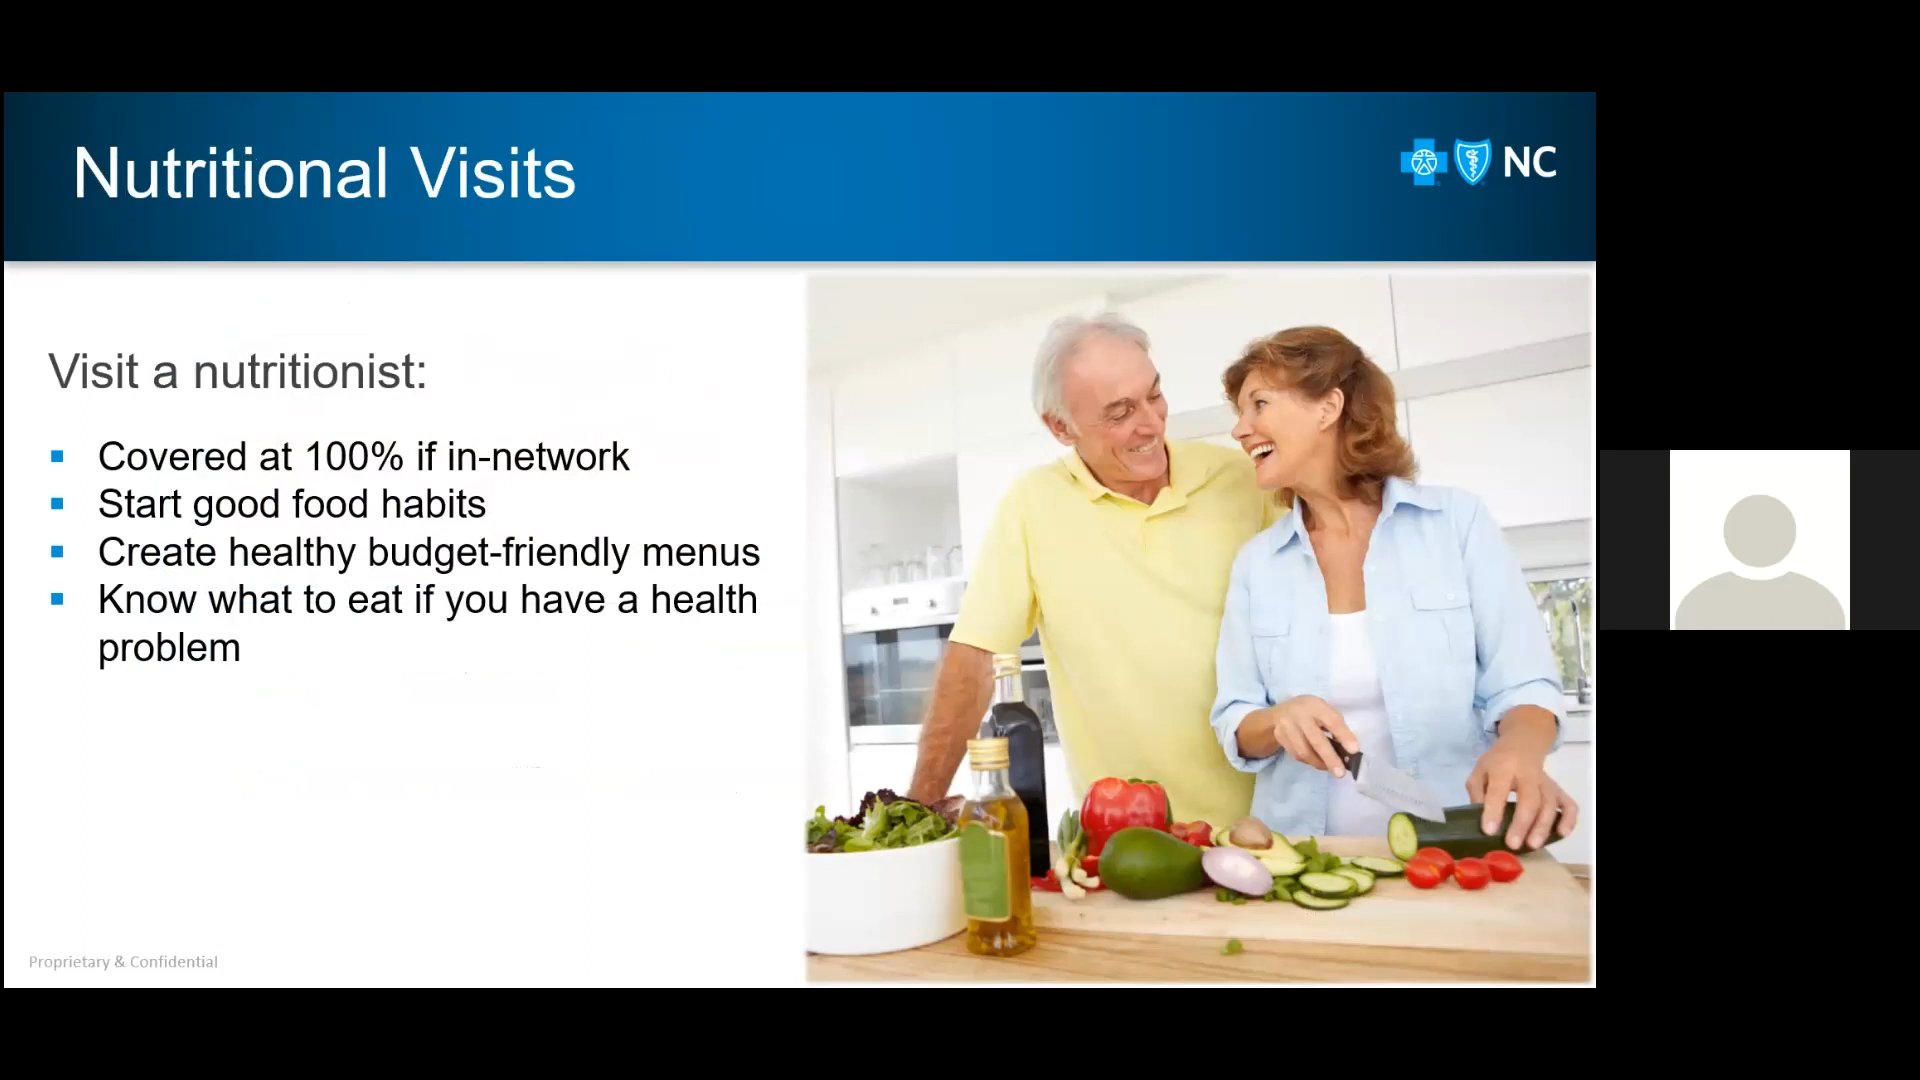 Nutritional Visits
NC
Visit a nutritionist:
▪ Covered at 100% if in-network
▪ Start good food habits
▪ Create healthy budget-friendly menus
▪ Know what to eat if you have a health
problem
Proprietary & Confidential